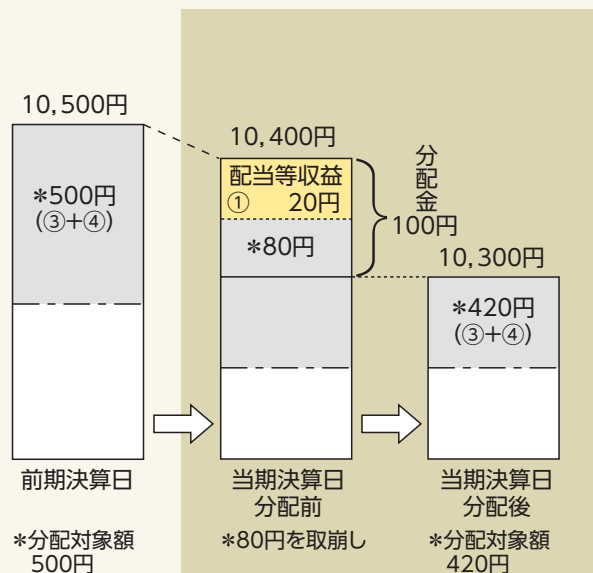 10,500円
＊500円
(③+④)
前期決算日
＊分配対象額
500円
10,400円
配当等収益
① 20円
＊80円
分配金
100円
当期決算日
分配前
＊80円を取崩し
10,300円
＊420円
(③+④)
当期決算日
分配後
＊分配対象額
420円